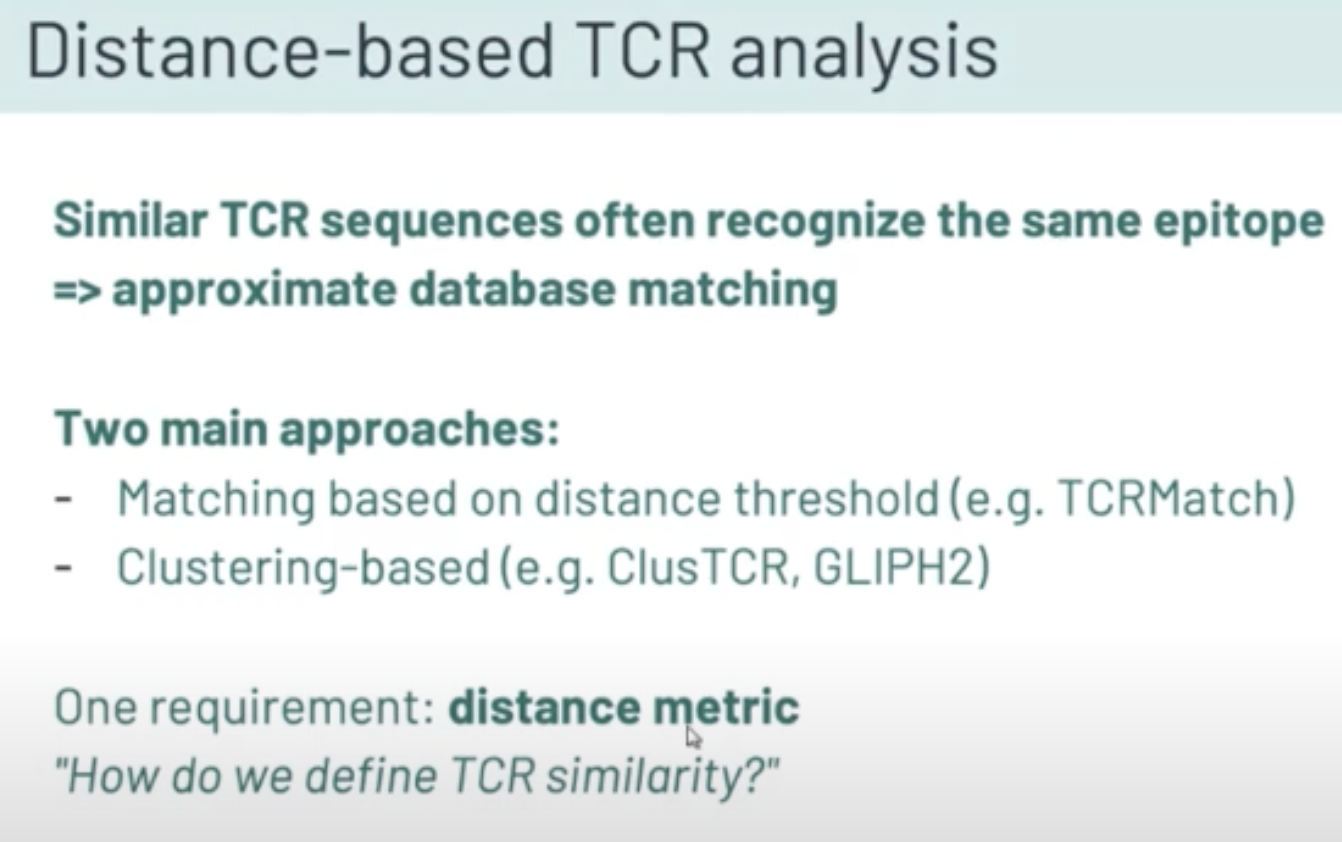 Distance-based TCR analysis
Similar TCR sequences often recognize the same epitope
=> approximate database matching
Two main approaches:
- Matching based on distance threshold (e.g. TCRMatch)
- Clustering-based (e.g. ClusTCR, GLIPH2)
One requirement: distance metric
"How do we define TCR similarity?"